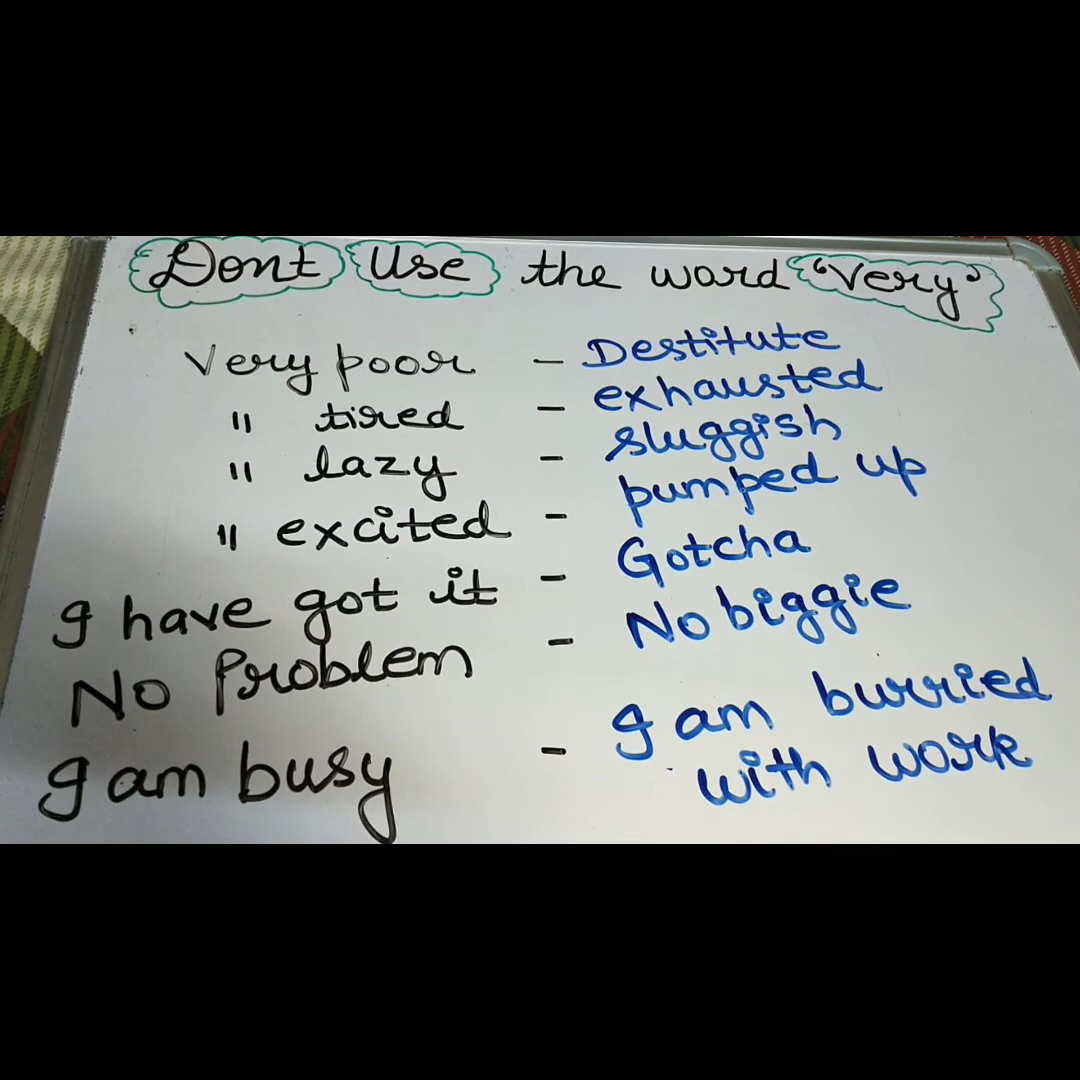 Dont Use the word "Very"
Very poor - Destitute
" tired - exhausted
" lazy - sluggish
" excited - pumped up
I have got it - Gotcha
No Problem - No biggie
I am busy - I am burried
with work